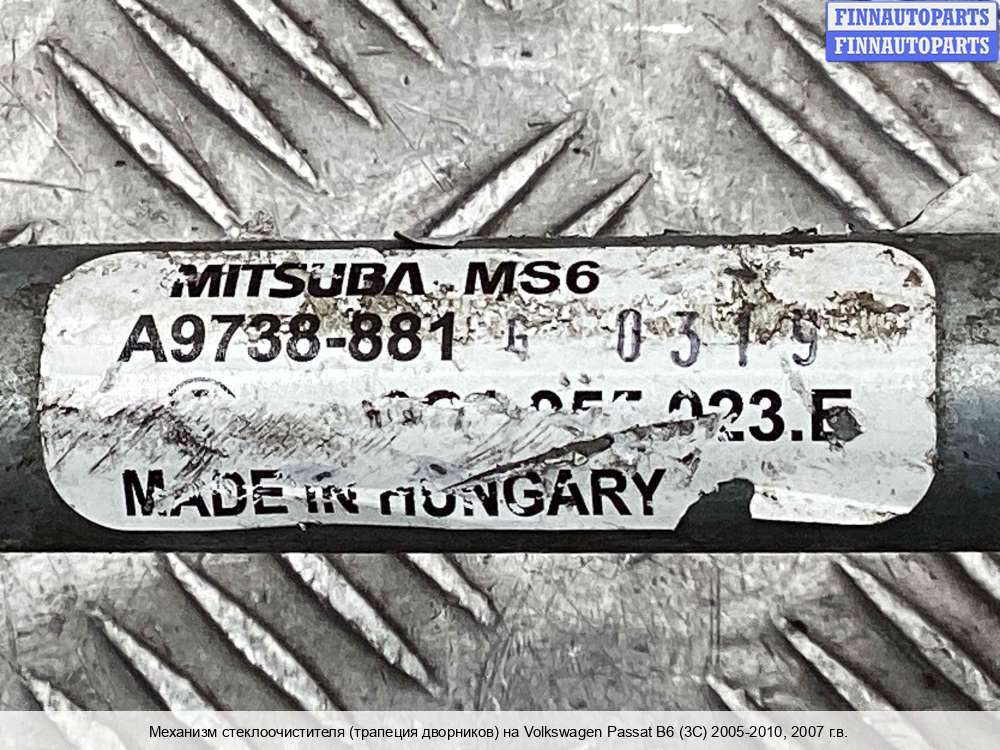 FINNAUTOPARTS
FINNAUTOPARTS
MITSUBA MS6
A9738-881 G 0319
023.E
MADE IN HUNGARY
Механизм стеклоочистителя (трапеция дворников) на Volkswagen Passat B6 (3C) 2005-2010, 2007 г.в.